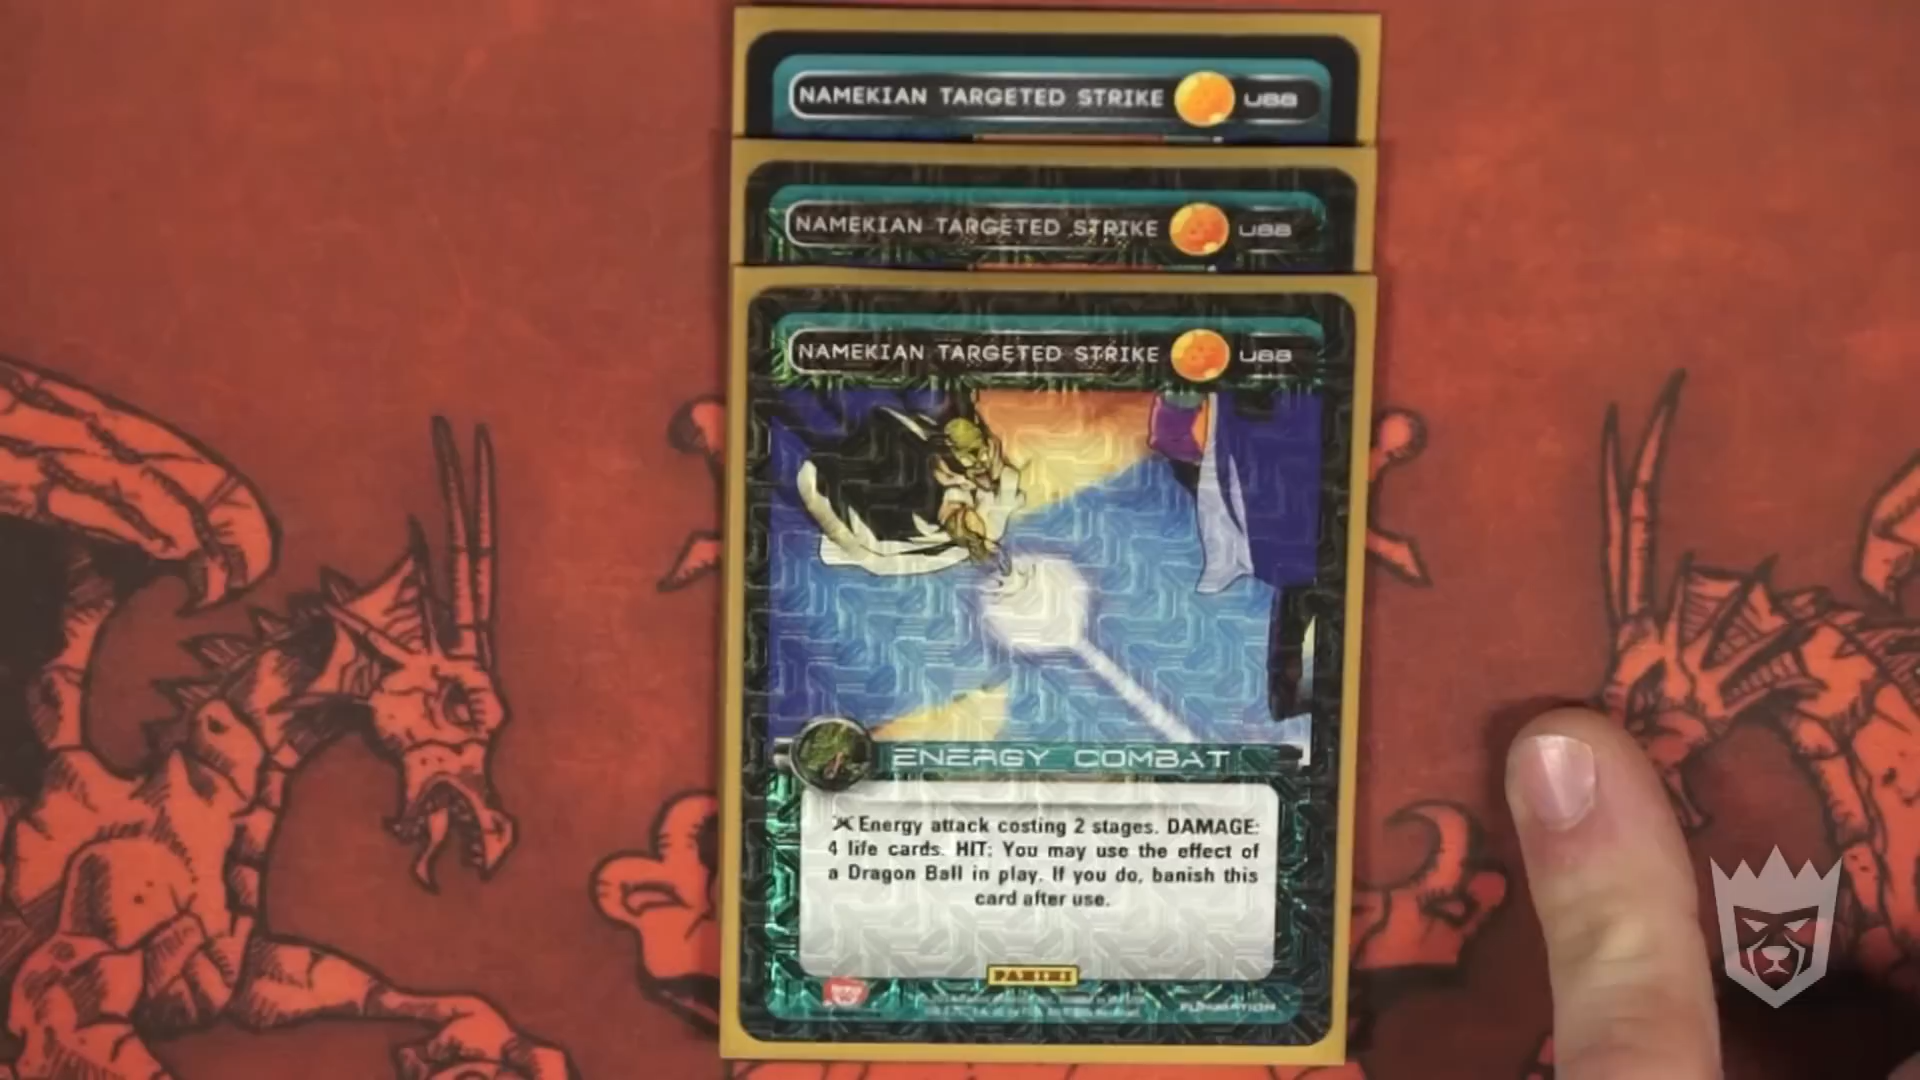 NAMEKIAN TARGETED STRIKE U88
NAMEKIAN TARGETED STRIKE U88
NAMEKIAN TARGETED STRIKE U88
ENERGY COMBAT
Energy attack costing 2 stages. DAMAGE:
4 life cards. HIT: You may use the effect of
a Dragon Ball in play. If you do, banish this
card after use.
PANINI
FUNIMATION